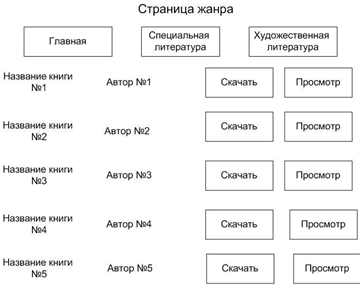 Страница жанра
Главная
Специальная
литература
Художественная
литература
Название книги
№1
Автор №1
Скачать
Просмотр
Название книги
№2
Автор №2
Скачать
Просмотр
Название книги
№3
Автор №3
Скачать
Просмотр
Название книги
№4
Автор №4
Скачать
Просмотр
Название книги
№5
Автор №5
Скачать
Просмотр